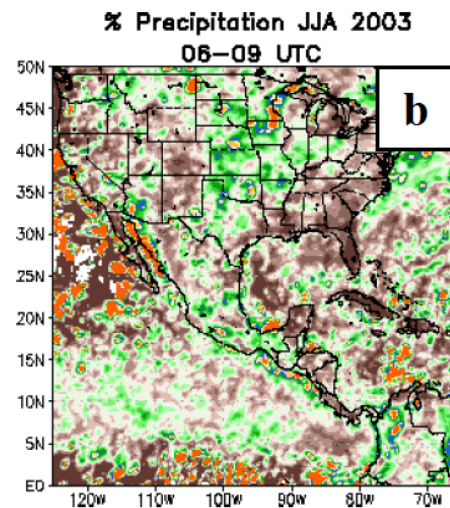 % Precipitation JJA 2003
06-09 UTC
b
50N
45N
40N
35N
30N
25N
20N
15N
10N
5N
EQ
120W 110W 100W 90W 80W 70W